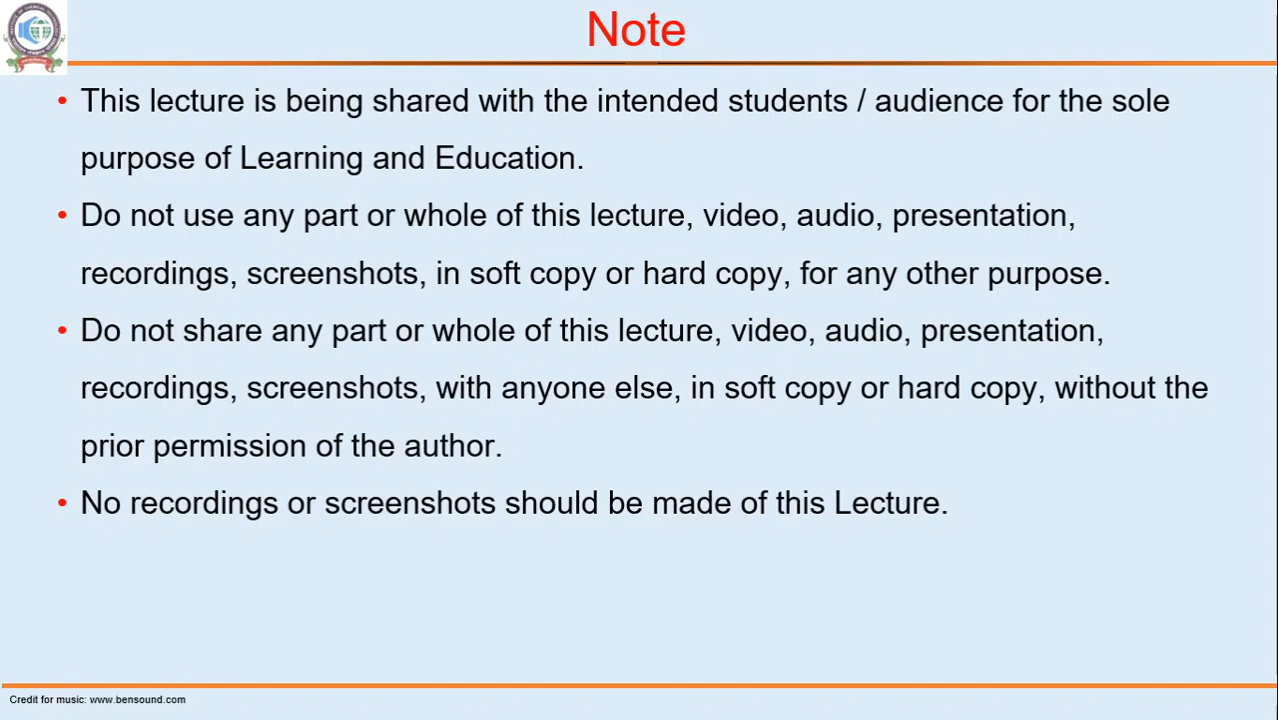 Note
• This lecture is being shared with the intended students / audience for the sole
purpose of Learning and Education.
• Do not use any part or whole of this lecture, video, audio, presentation,
recordings, screenshots, in soft copy or hard copy, for any other purpose.
• Do not share any part or whole of this lecture, video, audio, presentation,
recordings, screenshots, with anyone else, in soft copy or hard copy, without the
prior permission of the author.
• No recordings or screenshots should be made of this Lecture.
Credit for music: www.bensound.com